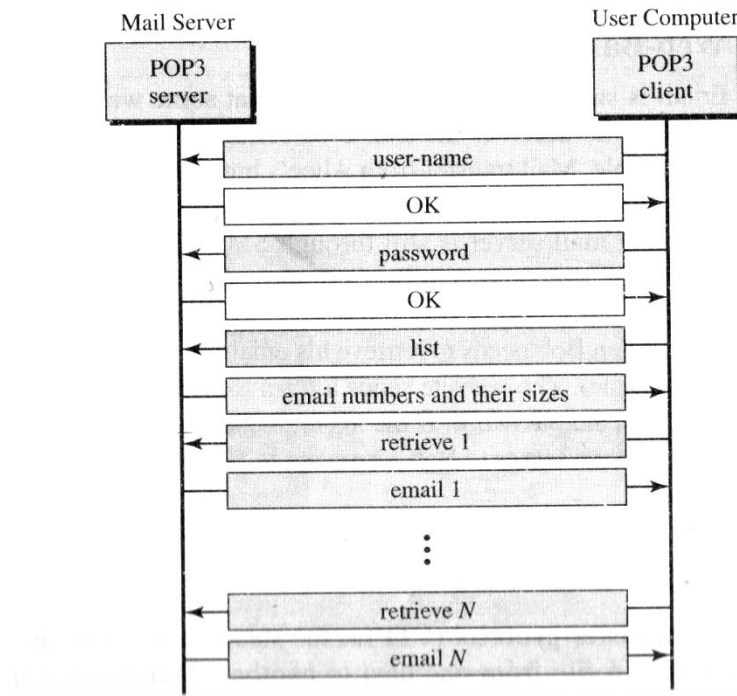 Mail Server
User Computer
POP3
server
POP3
client
user-name
OK
password
OK
list
email numbers and their sizes
retrieve 1
email 1
retrieve N
email N